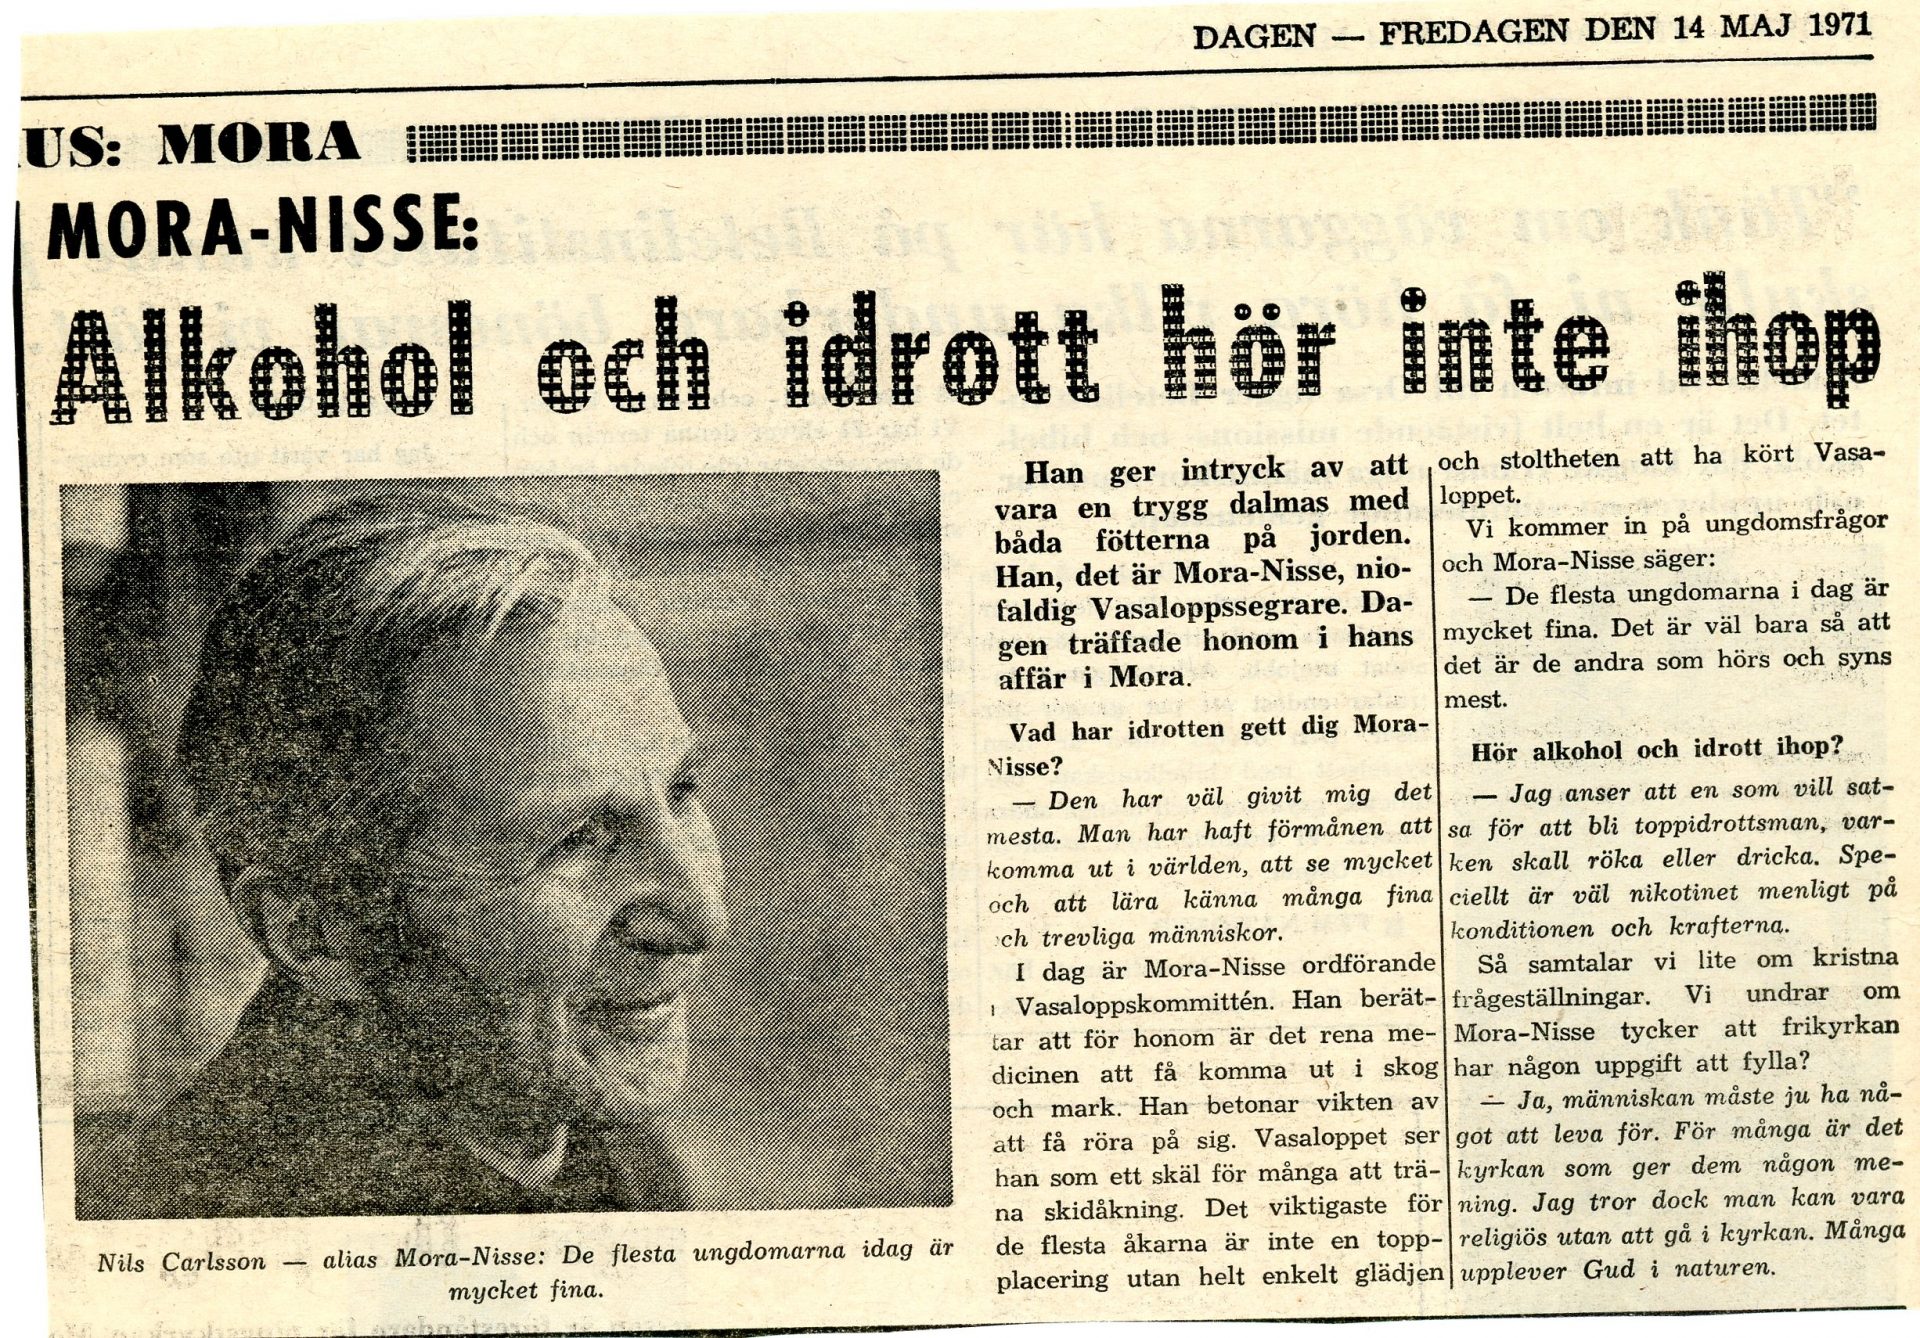 DAGEN — FREDAGEN DEN 14 MAJ 1971
US: MORA
MORA-NISSE:
Alkohol och idrott hör inte ihop
Nils Carlsson — alias Mora-Nisse: De flesta ungdomarna idag är
mycket fina.
Han ger intryck av att
vara en trygg dalmas med
båda fötterna på jorden.
Han, det är Mora-Nisse, nio-
faldig Vasaloppssegrare. Da-
gen träffade honom i hans
affär i Mora.
Vad har idrotten gett dig Mora-
Nisse?
— Den har väl givit mig det
mesta. Man har haft förmånen att
komma ut i världen, att se mycket
och att lära känna många fina
ch trevliga människor.
I dag är Mora-Nisse ordförande
i Vasaloppskommittén. Han berät-
tar att för honom är det rena me-
dicinen att få komma ut i skog
och mark. Han betonar vikten av
att få röra på sig. Vasaloppet ser
han som ett skäl för många att trä-
na skidåkning. Det viktigaste för
de flesta åkarna är inte en topp-
placering utan helt enkelt glädjen
och stoltheten att ha kört Vasa-
loppet.
Vi kommer in på ungdomsfrågor
och Mora-Nisse säger:
— De flesta ungdomarna i dag är
mycket fina. Det är väl bara så att
det är de andra som hörs och syns
mest.
Hör alkohol och idrott ihop?
— Jag anser att en som vill sat-
sa för att bli toppidrottsman, var-
ken skall röka eller dricka. Spe-
ciellt är väl nikotinet menligt på
konditionen och krafterna.
Så samtalar vi lite om kristna
frågeställningar. Vi undrar om
Mora-Nisse tycker att frikyrkan
har någon uppgift att fylla?
— Ja, människan måste ju ha nå-
got att leva för. För många är det
kyrkan som ger dem någon me-
ning. Jag tror dock man kan vara
religiös utan att gå i kyrkan. Många
upplever Gud i naturen.